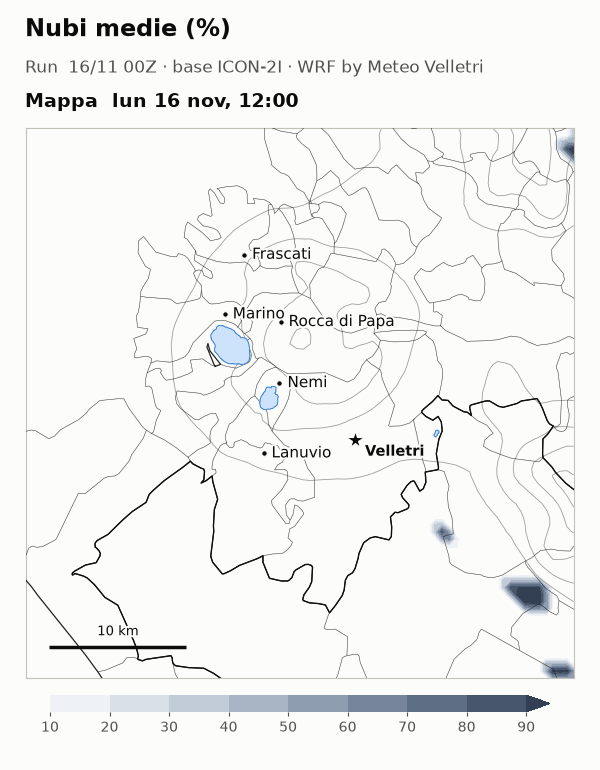 Nubi medie (%)
Run  16/11 00Z · base ICON-2I · WRF by Meteo Velletri
Mappa  lun 16 nov, 12:00
Frascati
Marino
Rocca di Papa
Nemi
Velletri
Lanuvio
10 km
10 20 30 40 50 60 70 80 90